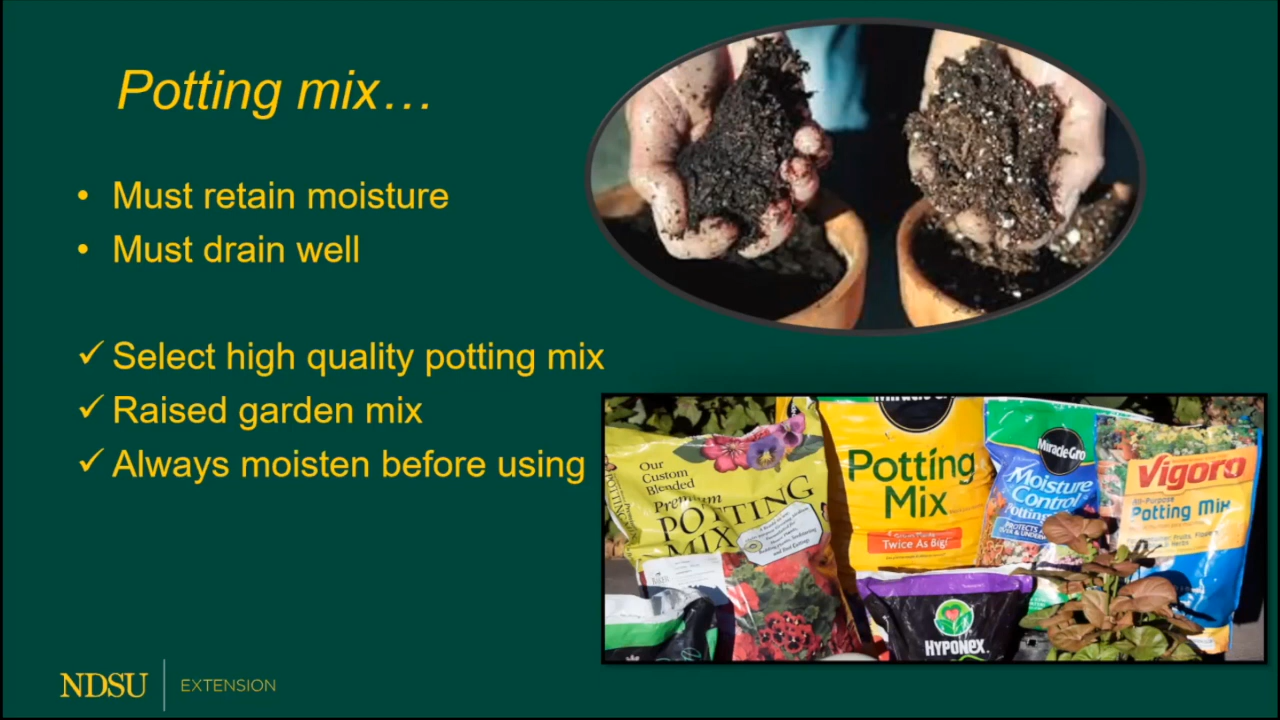 Potting mix…
• Must retain moisture
• Must drain well
✓ Select high quality potting mix
✓ Raised garden mix
✓ Always moisten before using
Our
Custom
Blended
Premium
POTTING
MIX
Potting
Mix
Twice As Big!
Miracle-Gro
Moisture
Control
Potting
PROTECTS
Vigoro
All-Purpose
Potting Mix
HYPONEX
NDSU EXTENSION